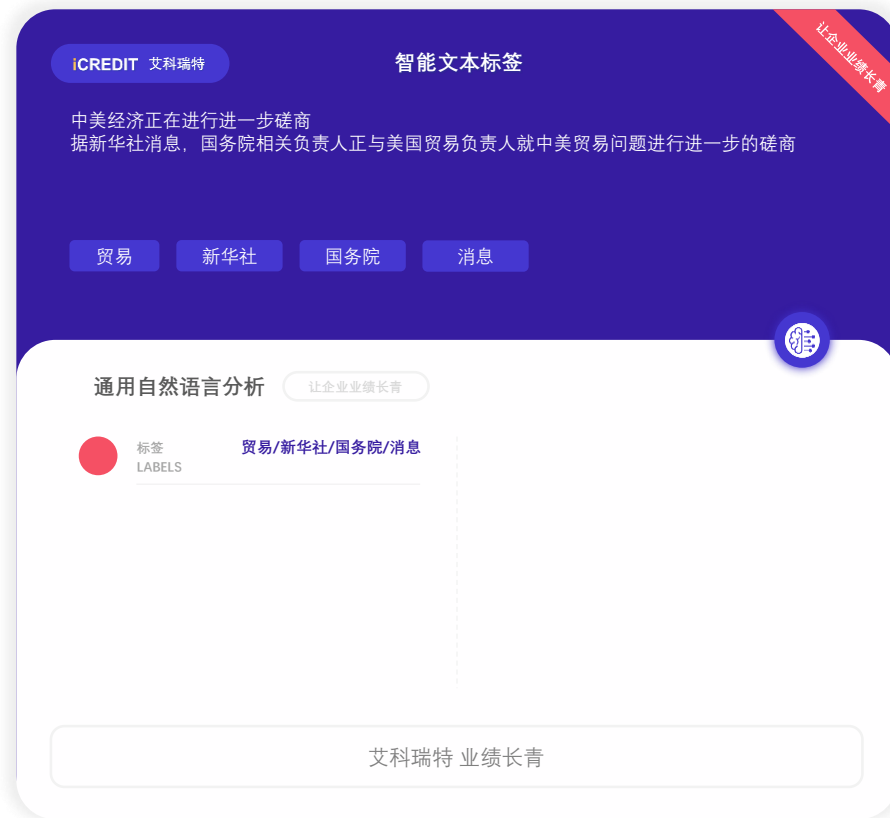 iCREDIT 艾科瑞特
智能文本标签
让企业业绩长青
中美经济正在进行进一步磋商
据新华社消息，国务院相关负责人正与美国贸易负责人就中美贸易问题进行进一步的磋商
贸易
新华社
国务院
消息
通用自然语言分析
让企业业绩长青
标签
LABELS
贸易/新华社/国务院/消息
艾科瑞特 业绩长青